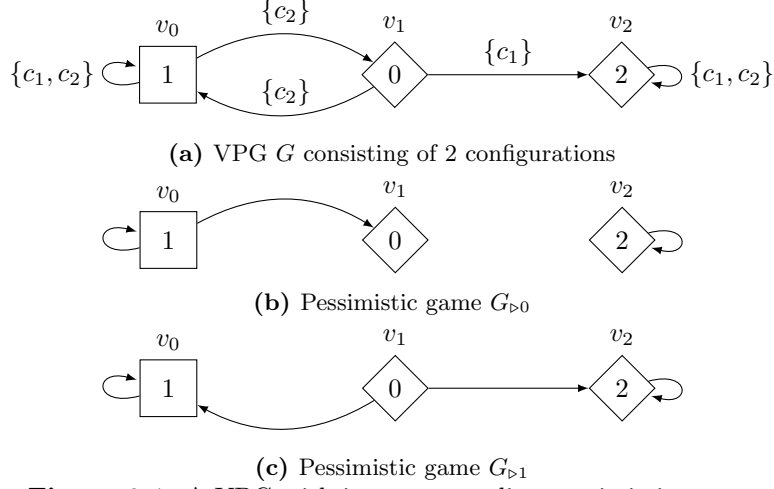 {c₂}
v₀ v₁ v₂
{c₁, c₂} 1 0 {c₁} 2 {c₁, c₂}
{c₂}
(a) VPG G consisting of 2 configurations
v₀ v₁ v₂
1 0 2
(b) Pessimistic game G▷0
v₀ v₁ v₂
1 0 2
(c) Pessimistic game G▷1